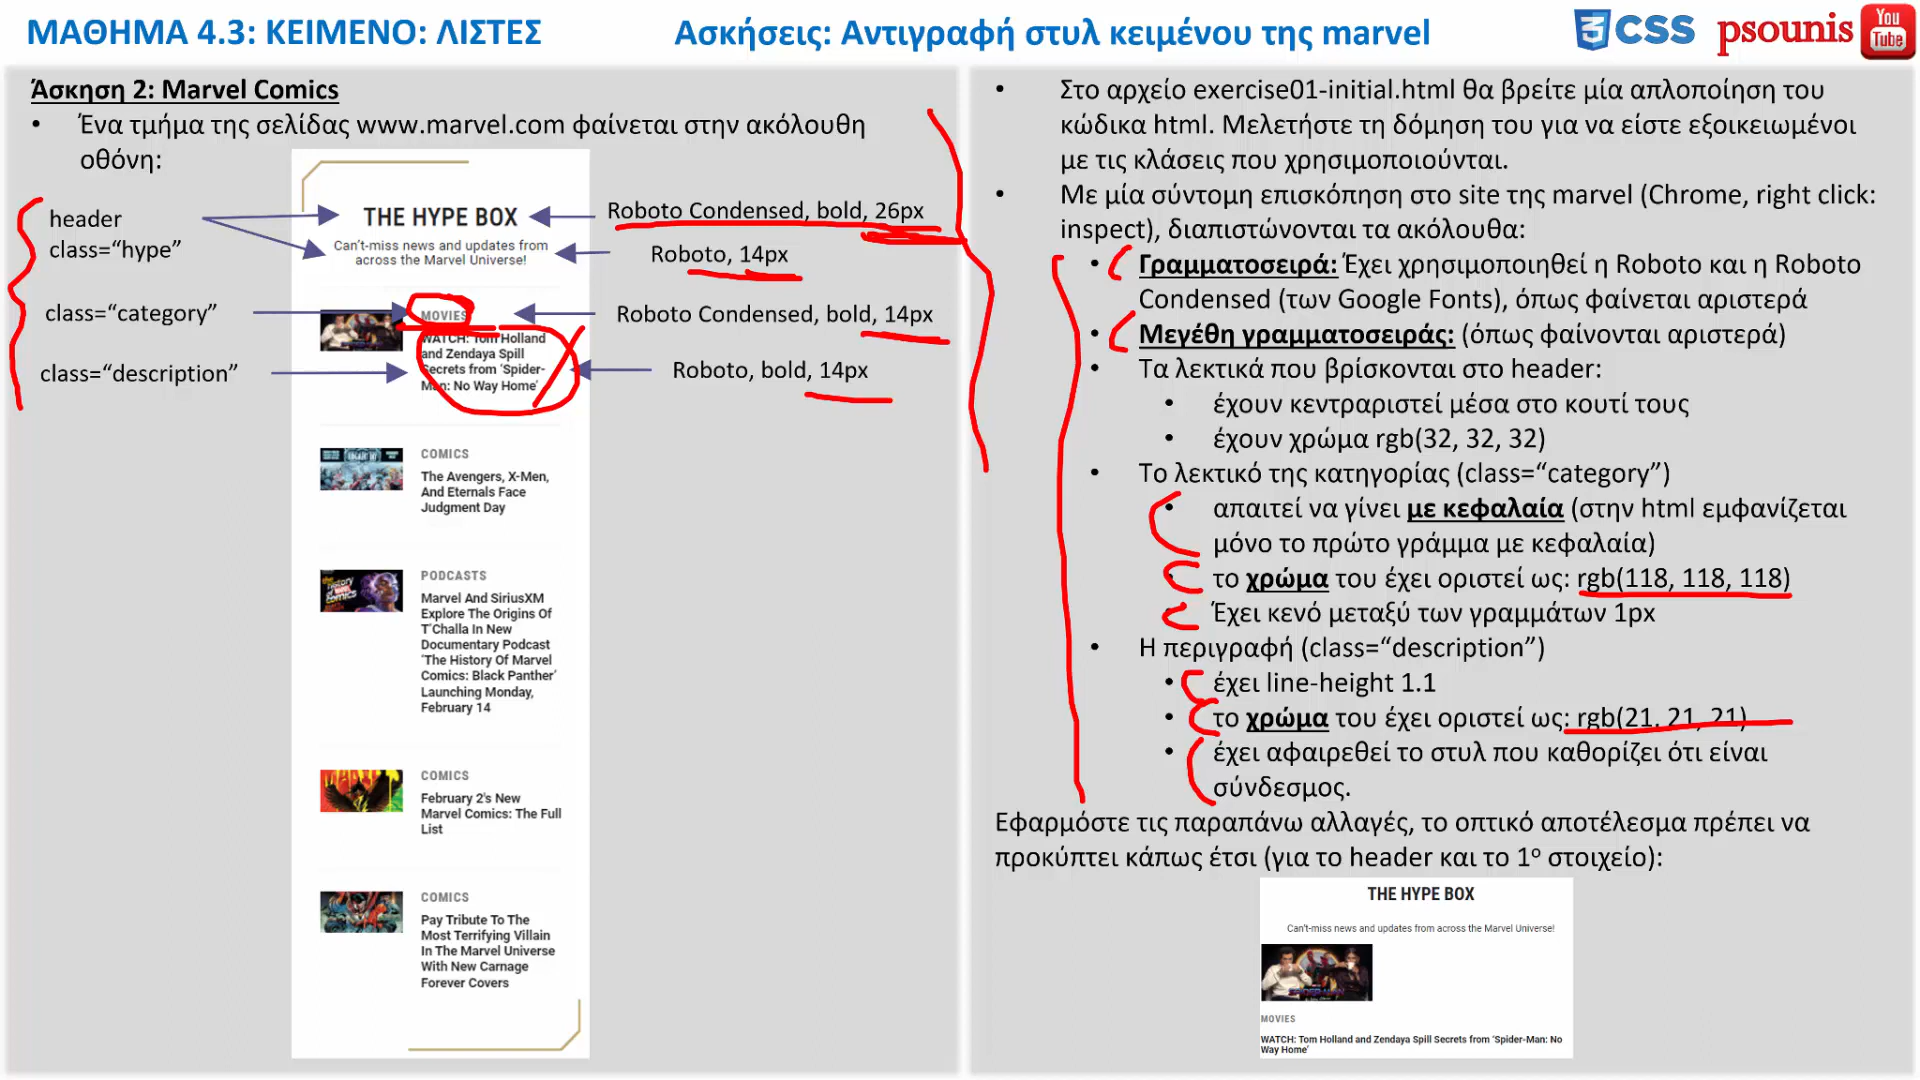 ΜΑΘΗΜΑ 4.3: ΚΕΙΜΕΝΟ: ΛΙΣΤΕΣ
Ασκήσεις: Αντιγραφή στυλ κειμένου της marvel
3 CSS
psounis
You Tube
Άσκηση 2: Marvel Comics
• Ένα τμήμα της σελίδας www.marvel.com φαίνεται στην ακόλουθη
οθόνη:
header
class="hype"
class="category"
class="description"
THE HYPE BOX
Can't-miss news and updates from
across the Marvel Universe!
MOVIES
WATCH: Tom Holland
and Zendaya Spill
Secrets from 'Spider-
Man: No Way Home'
COMICS
The Avengers, X-Men,
And Eternals Face
Judgment Day
PODCASTS
Marvel And SiriusXM
Explore The Origins Of
T'Challa In New
Documentary Podcast
'The History Of Marvel
Comics: Black Panther'
Launching Monday,
February 14
COMICS
February 2's New
Marvel Comics: The Full
List
COMICS
Pay Tribute To The
Most Terrifying Villain
In The Marvel Universe
With New Carnage
Forever Covers
Roboto Condensed, bold, 26px
Roboto, 14px
Roboto Condensed, bold, 14px
Roboto, bold, 14px
• Στο αρχείο exercise01-initial.html θα βρείτε μία απλοποίηση του
κώδικα html. Μελετήστε τη δόμηση του για να είστε εξοικειωμένοι
με τις κλάσεις που χρησιμοποιούνται.
• Με μία σύντομη επισκόπηση στο site της marvel (Chrome, right click:
inspect), διαπιστώνονται τα ακόλουθα:
• Γραμματοσειρά: Έχει χρησιμοποιηθεί η Roboto και η Roboto
Condensed (των Google Fonts), όπως φαίνεται αριστερά
• Μεγέθη γραμματοσειράς: (όπως φαίνονται αριστερά)
• Τα λεκτικά που βρίσκονται στο header:
• έχουν κεντραριστεί μέσα στο κουτί τους
• έχουν χρώμα rgb(32, 32, 32)
• Το λεκτικό της κατηγορίας (class="category")
• απαιτεί να γίνει με κεφαλαία (στην html εμφανίζεται
μόνο το πρώτο γράμμα με κεφαλαία)
• το χρώμα του έχει οριστεί ως: rgb(118, 118, 118)
• Έχει κενό μεταξύ των γραμμάτων 1px
• Η περιγραφή (class="description")
• έχει line-height 1.1
• το χρώμα του έχει οριστεί ως: rgb(21, 21, 21)
• έχει αφαιρεθεί το στυλ που καθορίζει ότι είναι
σύνδεσμος.
Εφαρμόστε τις παραπάνω αλλαγές, το οπτικό αποτέλεσμα πρέπει να
προκύπτει κάπως έτσι (για το header και το 1ο στοιχείο):
THE HYPE BOX
Can't-miss news and updates from across the Marvel Universe!
MOVIES
WATCH: Tom Holland and Zendaya Spill Secrets from 'Spider-Man: No
Way Home'